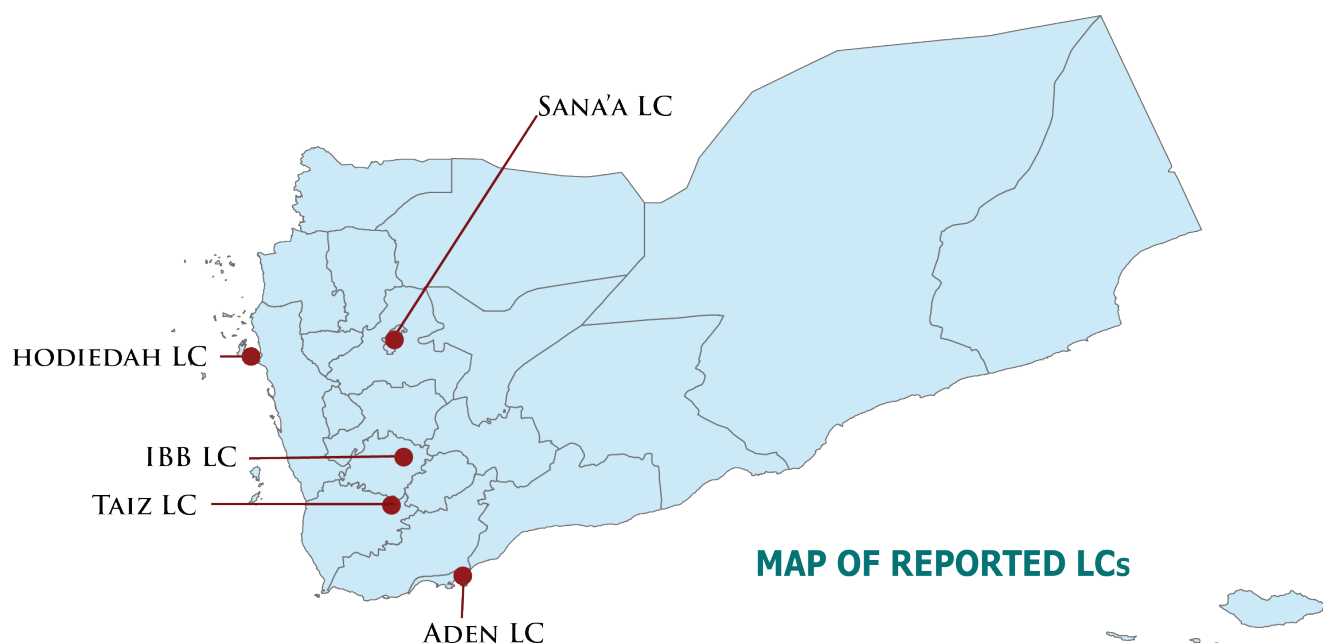 SANA'A LC
HODIEDAH LC
IBB LC
TAIZ LC
MAP OF REPORTED LCs
ADEN LC